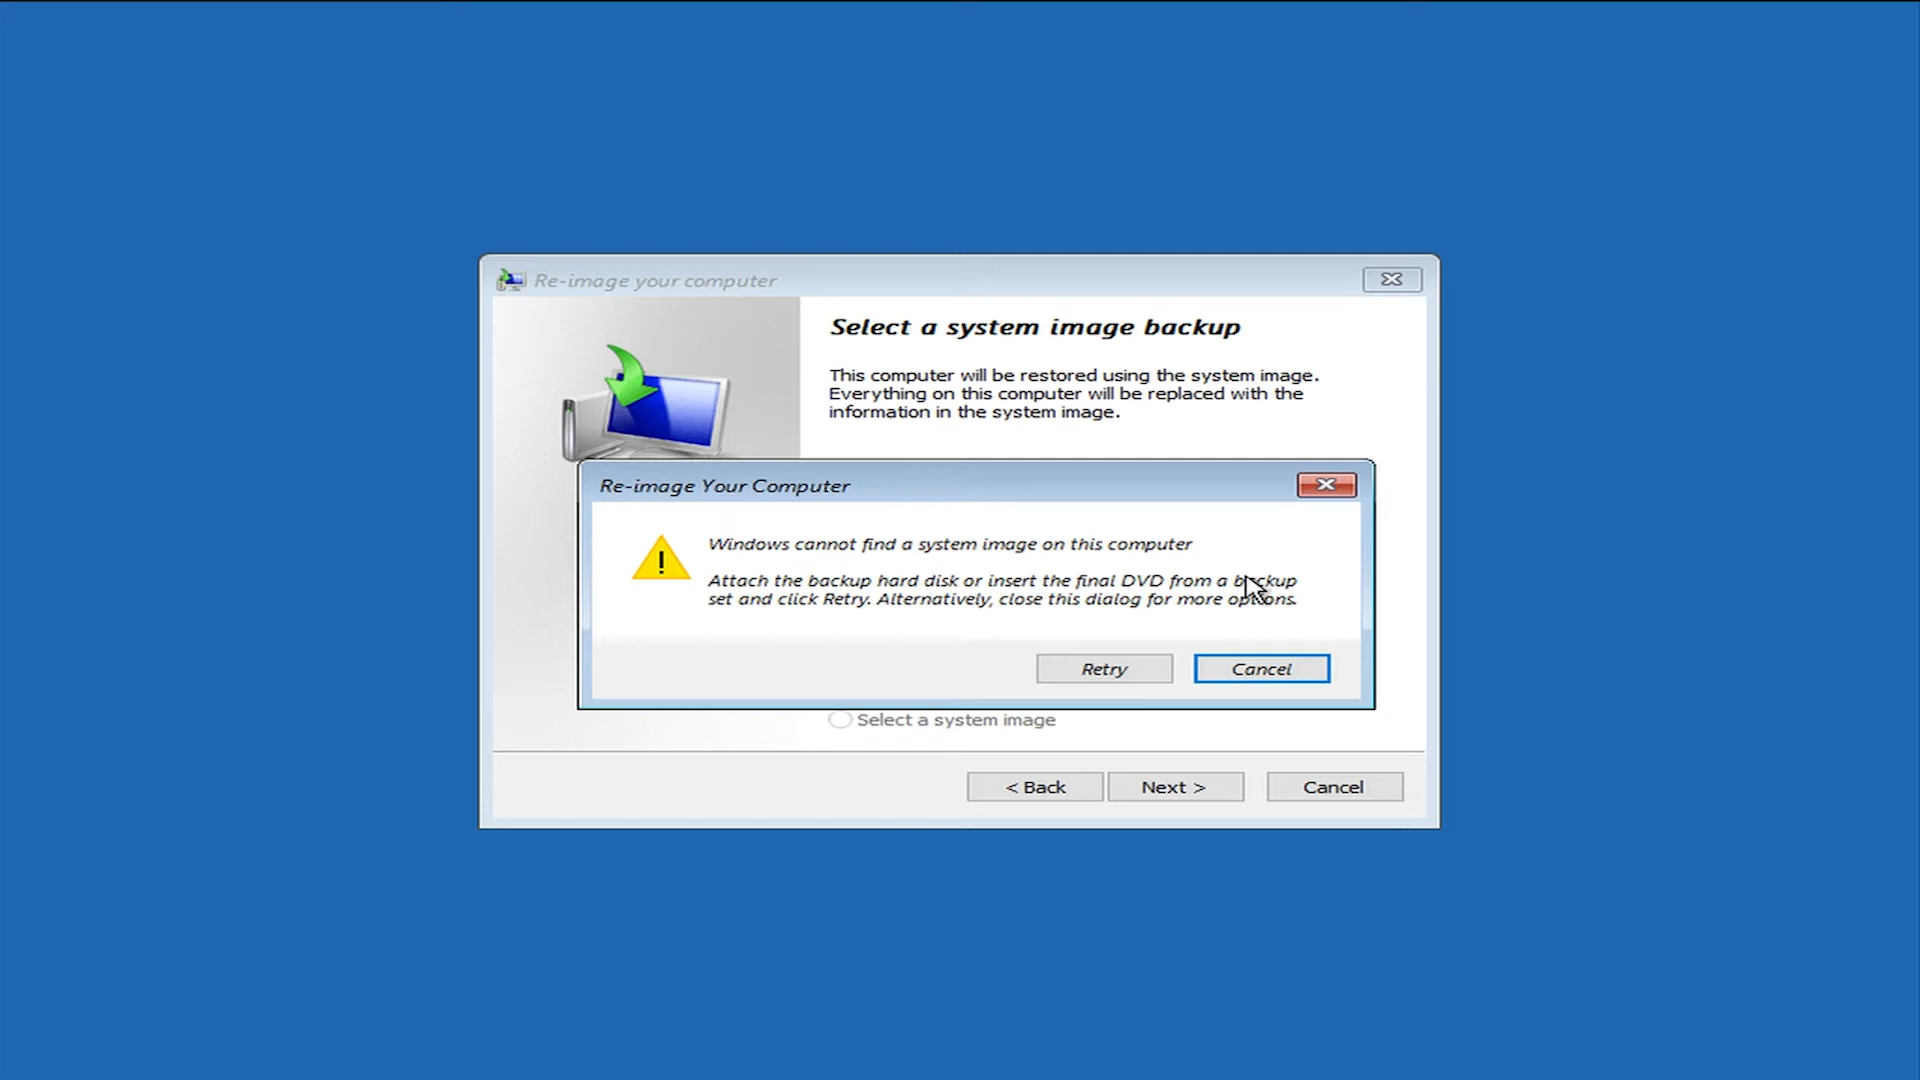 Re-image your computer
Select a system image backup
This computer will be restored using the system image.
Everything on this computer will be replaced with the
information in the system image.
Re-image Your Computer
Windows cannot find a system image on this computer
Attach the backup hard disk or insert the final DVD from a backup
set and click Retry. Alternatively, close this dialog for more options.
Retry
Cancel
Select a system image
< Back
Next >
Cancel